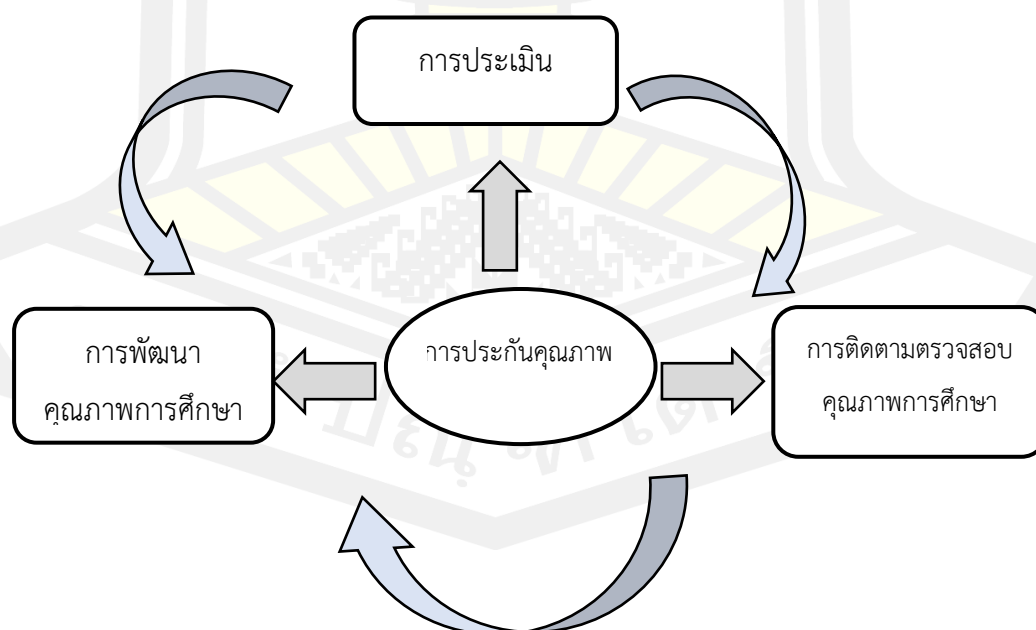 การประเมิน
การพัฒนา
คุณภาพการศึกษา
การประกันคุณภาพ
การติดตามตรวจสอบ
คุณภาพการศึกษา